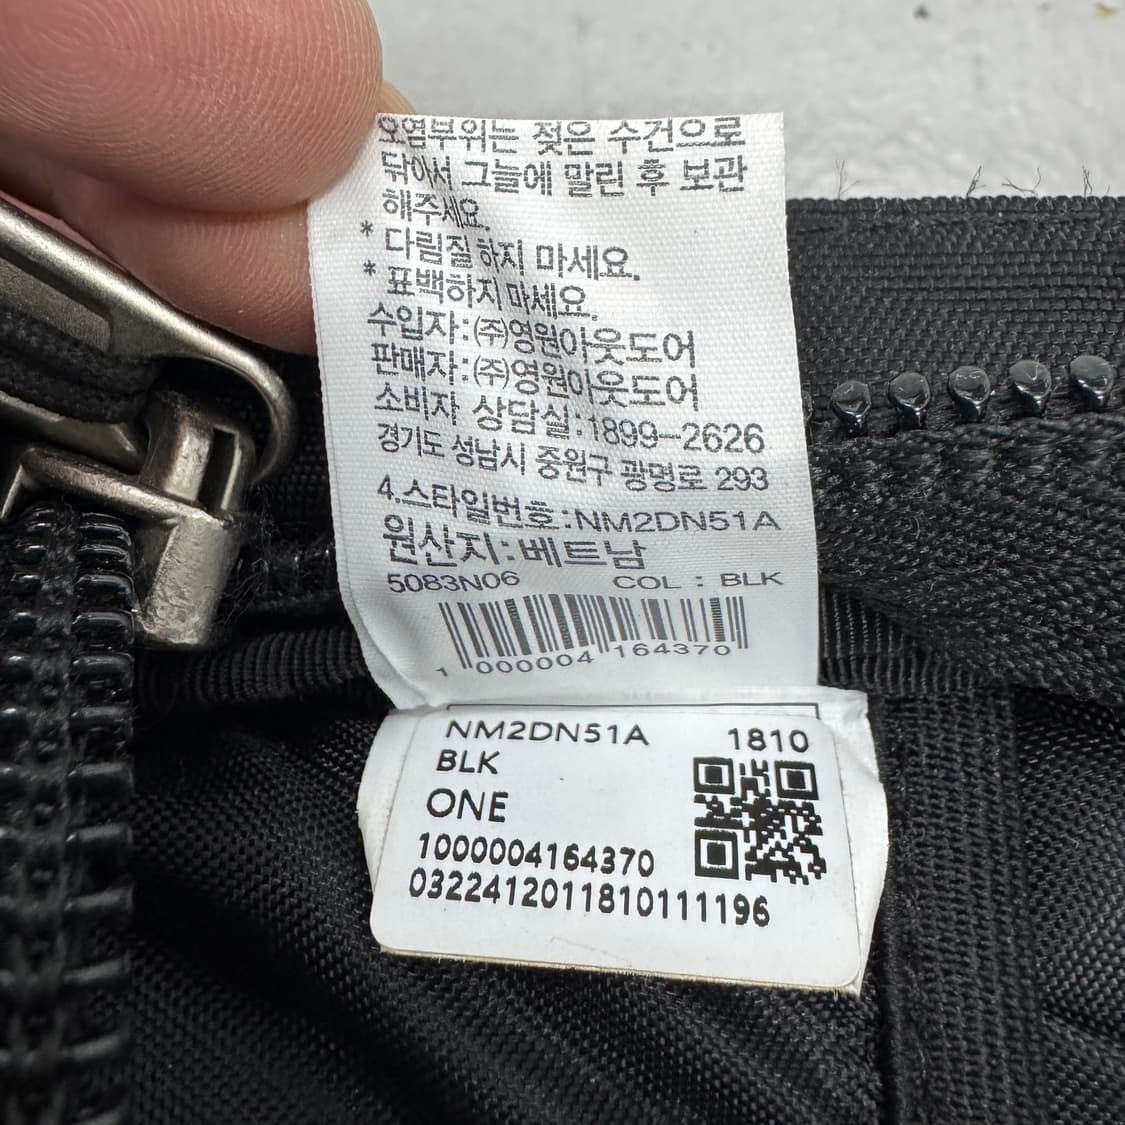 오염부위는 젖은 수건으로
닦아서 그늘에 말린 후 보관
해주세요.
* 다림질 하지 마세요.
* 표백하지 마세요.
수입자:(주)영원아웃도어
판매자:(주)영원아웃도어
소비자 상담실:1899-2626
경기도 성남시 중원구 광명로 293
4.스타일번호:NM2DN51A
원산지:베트남
5083N06 COL : BLK
1 000004 164370
NM2DN51A 1810
BLK
ONE
1000004164370
0322412011810111196